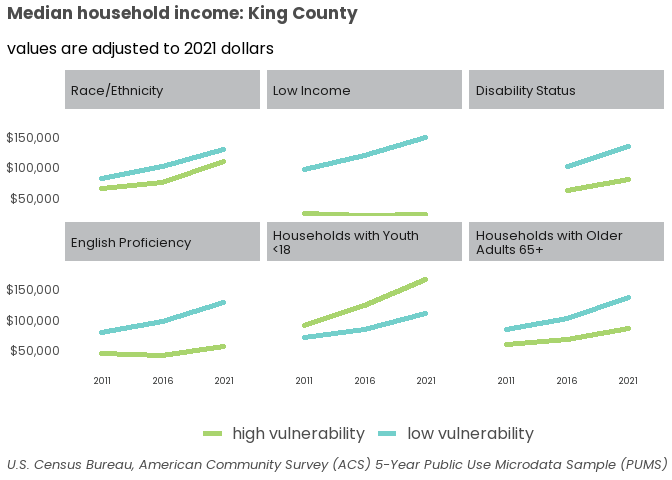 Median household income: King County
values are adjusted to 2021 dollars
Race/Ethnicity
Low Income
Disability Status
$150,000
$100,000
$50,000
English Proficiency
Households with Youth
<18
Households with Older
Adults 65+
$150,000
$100,000
$50,000
2011 2016 2021
2011 2016 2021
2011 2016 2021
high vulnerability low vulnerability
U.S. Census Bureau, American Community Survey (ACS) 5-Year Public Use Microdata Sample (PUMS)